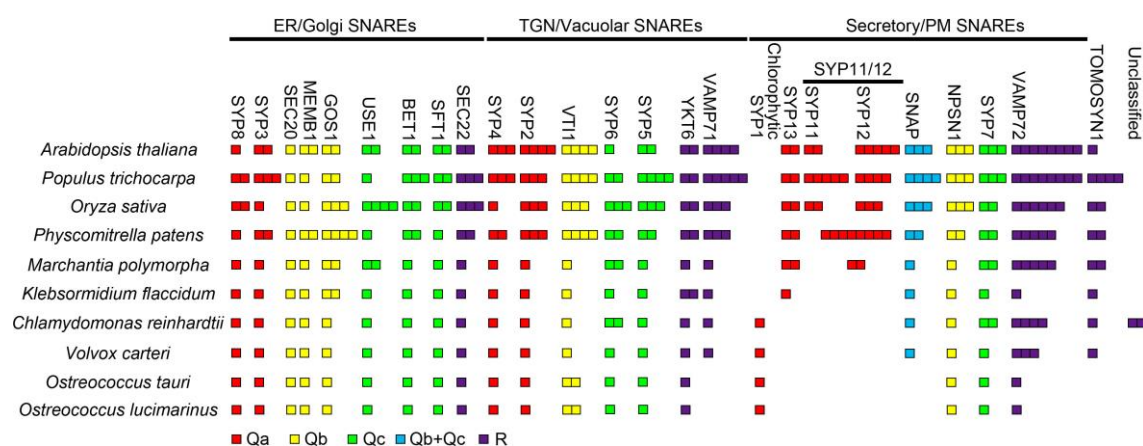 ER/Golgi SNAREs TGN/Vacuolar SNAREs Secretory/PM SNAREs
SYP11/12
SYP8 SYP3 SEC20 MEMB1 GOS1 USE1 BET1 SFT1 SEC22 SYP4 SYP2 VTI1 SYP6 SYP5 YKT6 VAMP71 Chlorophytic SYP1 SYP13 SYP11 SYP12 SNAP NPSN1 SYP7 VAMP72 TOMOSYN1 Unclassified
Arabidopsis thaliana
Populus trichocarpa
Oryza sativa
Physcomitrella patens
Marchantia polymorpha
Klebsormidium flaccidum
Chlamydomonas reinhardtii
Volvox carteri
Ostreococcus tauri
Ostreococcus lucimarinus
Qa Qb Qc Qb+Qc R